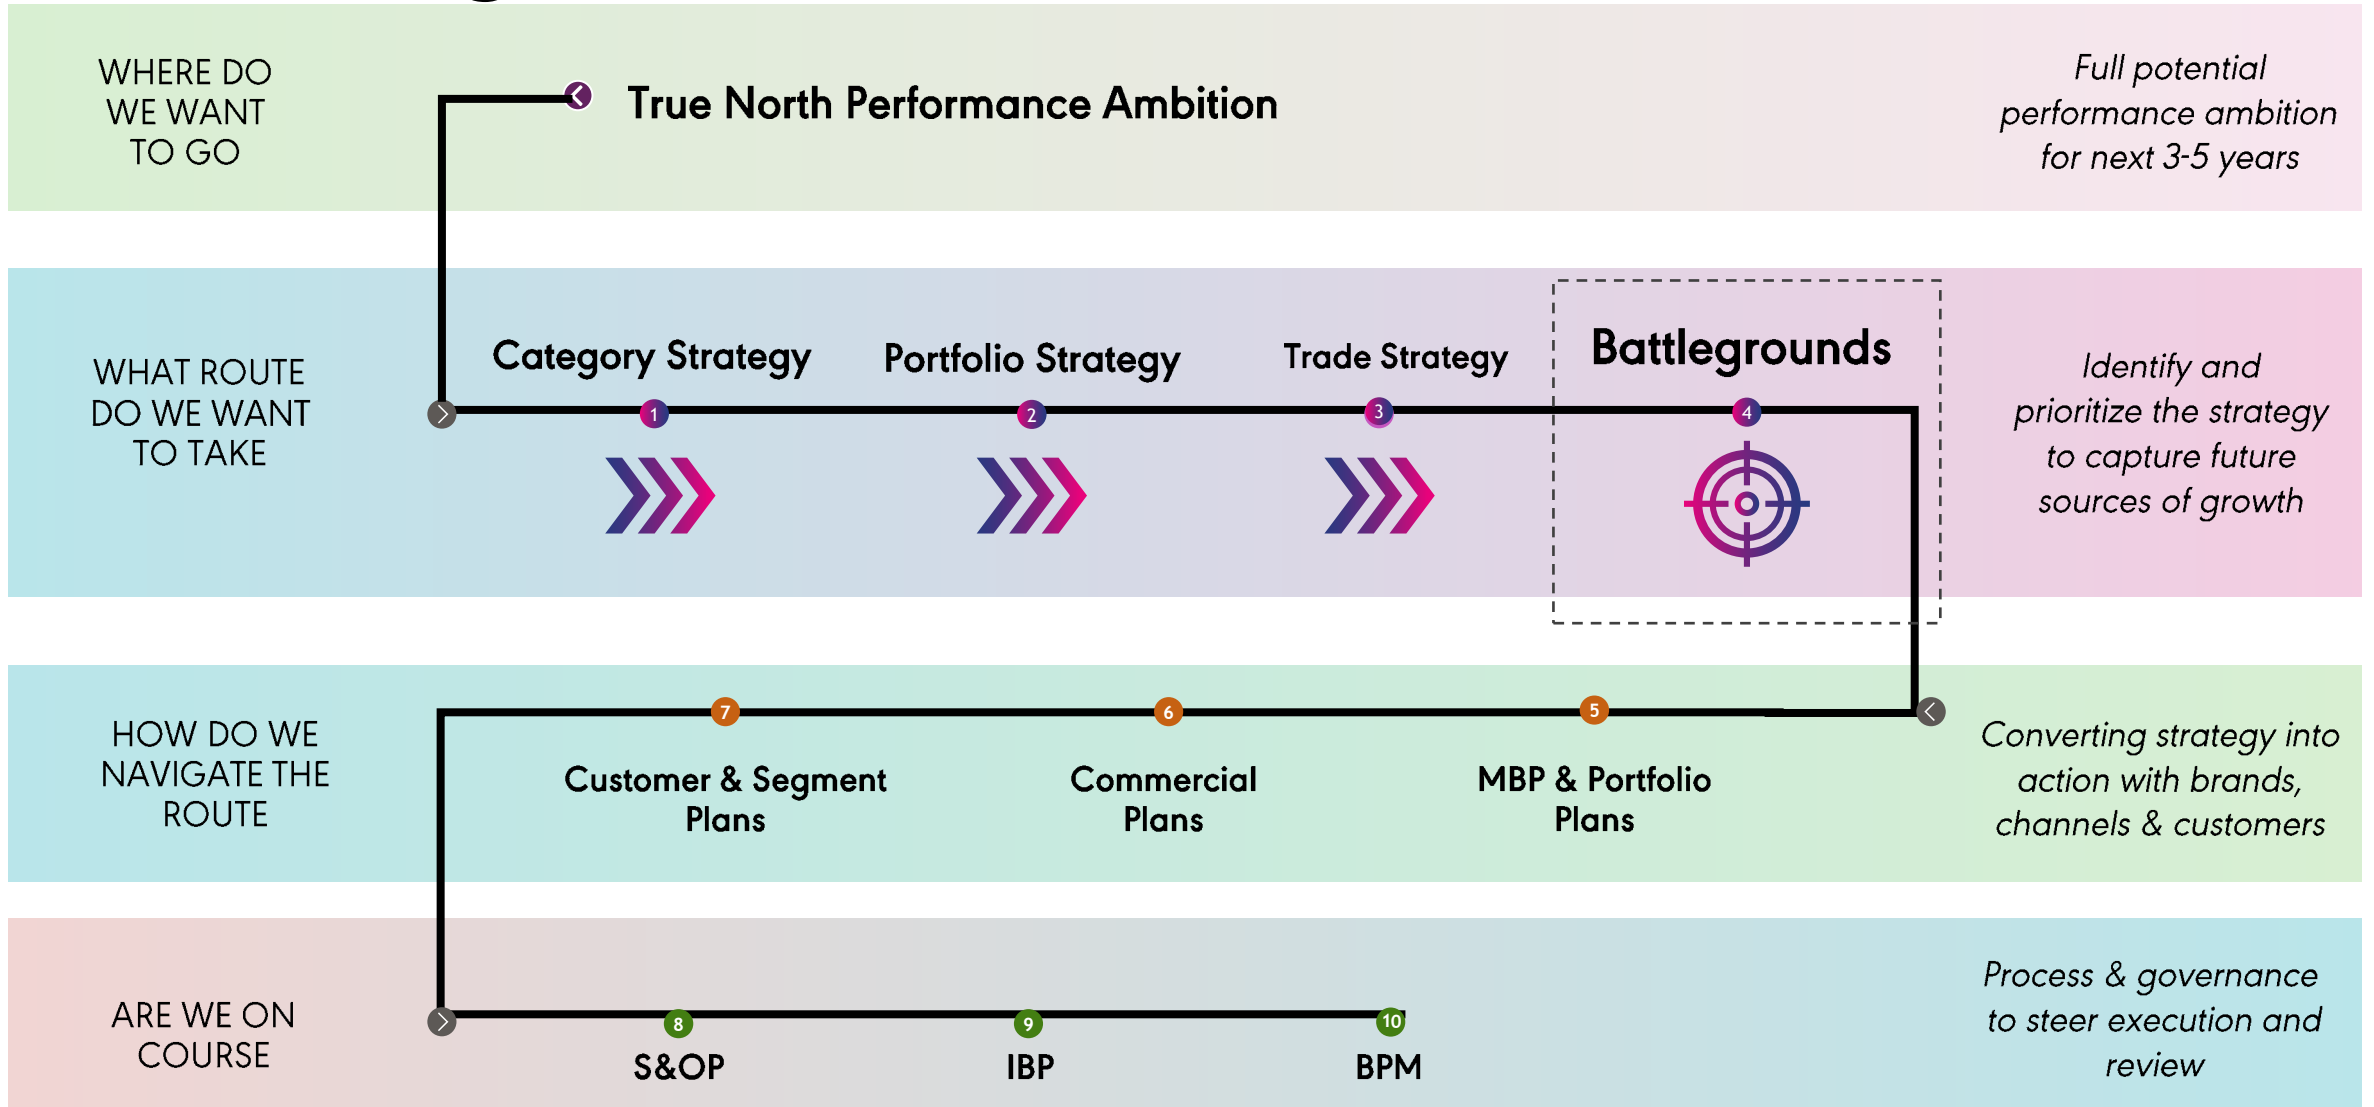 WHERE DO
WE WANT
TO GO
True North Performance Ambition
Full potential
performance ambition
for next 3-5 years
WHAT ROUTE
DO WE WANT
TO TAKE
Category Strategy
Portfolio Strategy
Trade Strategy
Battlegrounds
1
2
3
4
Identify and
prioritize the strategy
to capture future
sources of growth
HOW DO WE
NAVIGATE THE
ROUTE
7
6
5
Customer & Segment
Plans
Commercial
Plans
MBP & Portfolio
Plans
Converting strategy into
action with brands,
channels & customers
ARE WE ON
COURSE
8
9
10
S&OP
IBP
BPM
Process & governance
to steer execution and
review